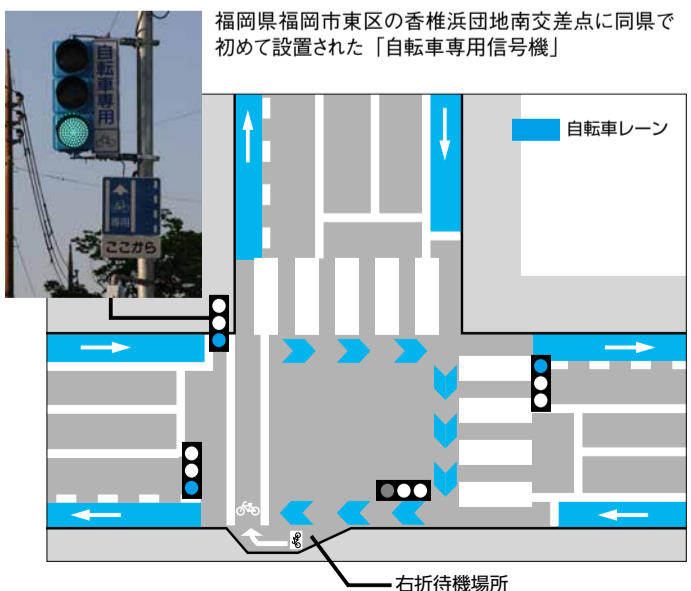 福岡県福岡市東区の香椎浜団地南交差点に同県で
初めて設置された「自転車専用信号機」
自転車専用
専用
ここから
自転車レーン
右折待機場所